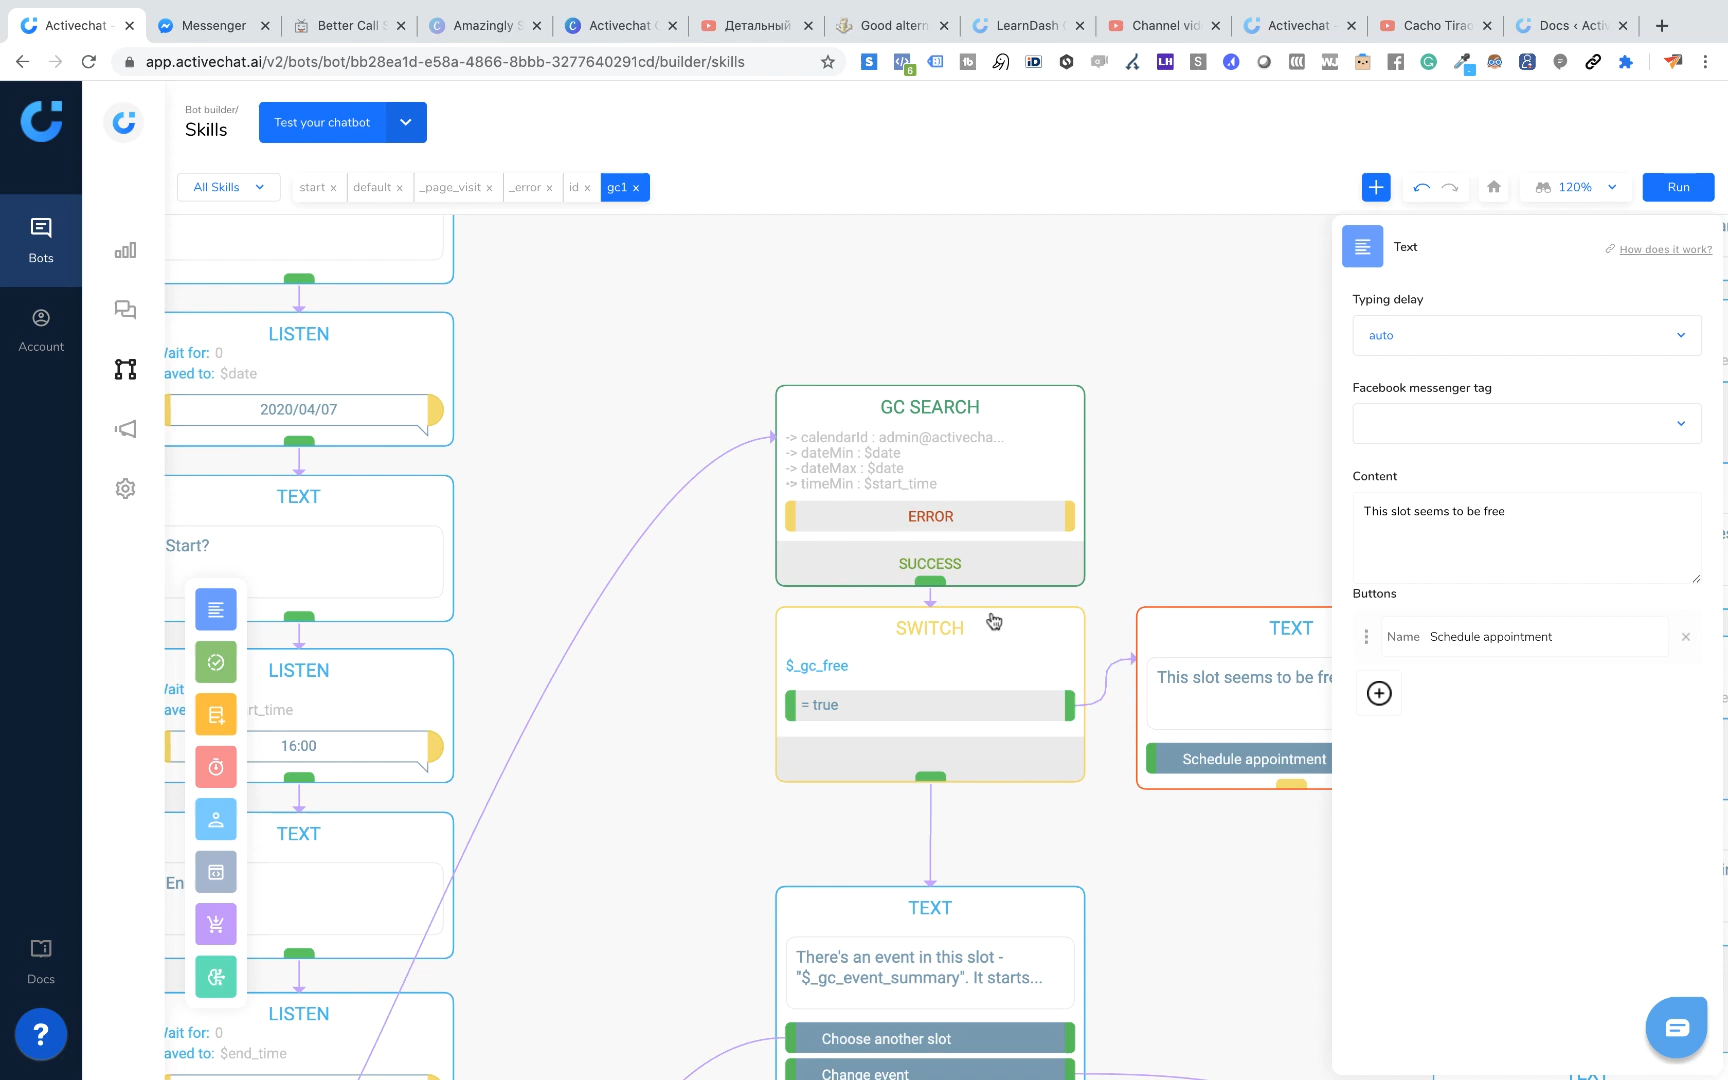 Activechat -
Messenger
Better Call S
Amazingly S
Activechat C
Детальный
Good altern
LearnDash
Channel vid
Activechat -
Cacho Tirao
Docs ‹ Activ
app.activechat.ai/v2/bots/bot/bb28ea1d-e58a-4866-8bbb-3277640291cd/builder/skills
Bot builder/
Skills
Test your chatbot
All Skills
start ×
default ×
_page_visit ×
_error ×
id ×
gc1 ×
120%
Run
Bots
Account
Docs
?
LISTEN
ait for: 0
aved to: $date
2020/04/07
TEXT
Start?
LISTEN
ait
ave
rt_time
16:00
TEXT
En
LISTEN
ait for: 0
aved to: $end_time
GC SEARCH
-> calendarId : admin@activecha...
-> dateMin : $date
-> dateMax : $date
-> timeMin : $start_time
ERROR
SUCCESS
SWITCH
$_gc_free
= true
TEXT
This slot seems to be fre
Schedule appointment
TEXT
There's an event in this slot -
"$_gc_event_summary". It starts...
Choose another slot
Change event
Text
How does it work?
Typing delay
auto
Facebook messenger tag
Content
This slot seems to be free
Buttons
Name Schedule appointment
TEXT